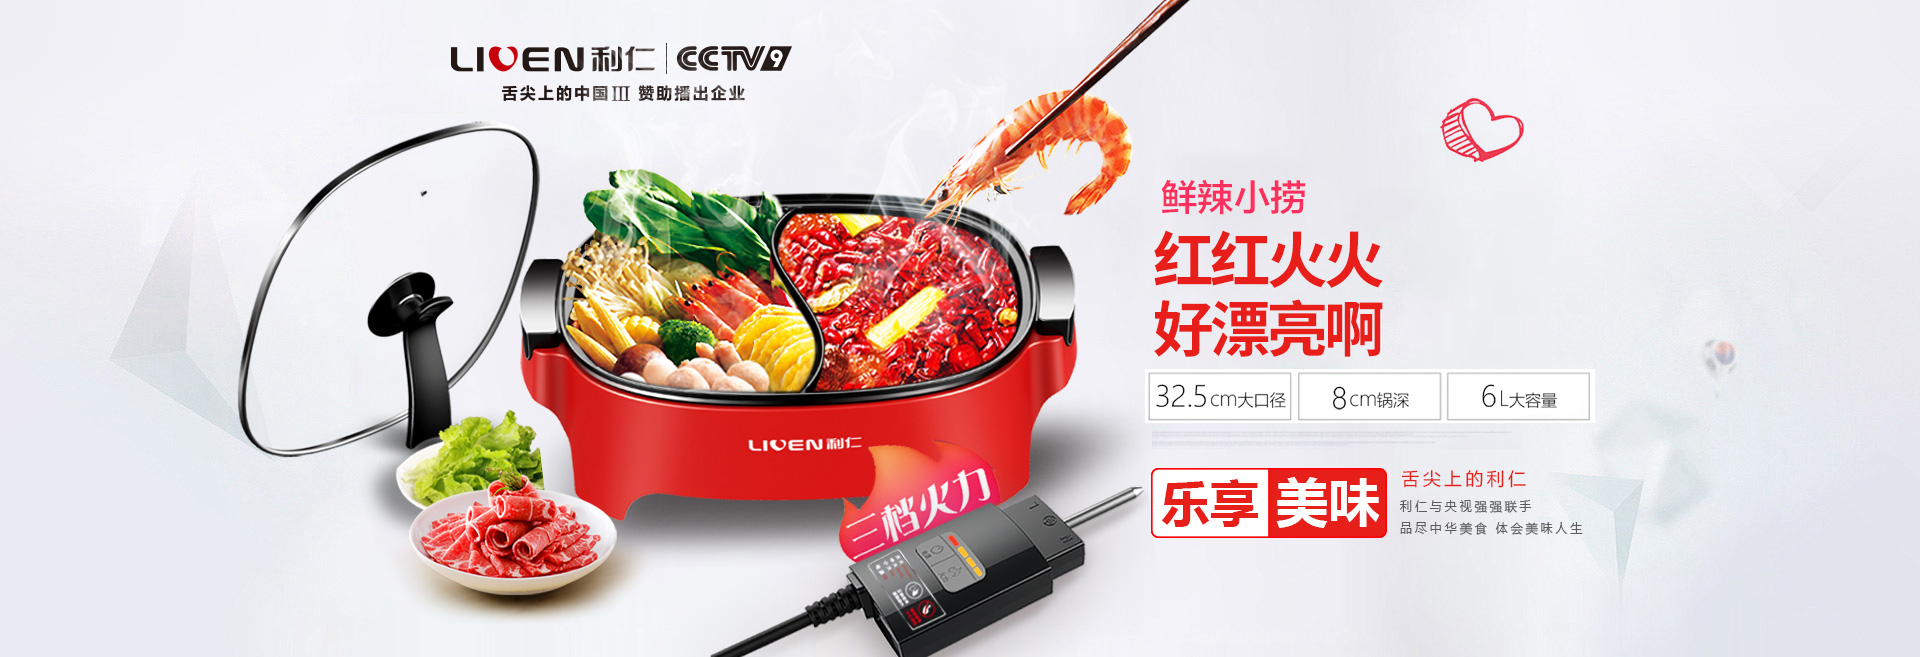 LIVEN利仁 CCTV9
舌尖上的中国III 赞助播出企业
鲜辣小捞
红红火火
好漂亮啊
32.5cm大口径 8cm锅深 6L大容量
LIVEN利仁
三档火力
乐享美味
舌尖上的利仁
利仁与央视强强联手
品尽中华美食 体会美味人生